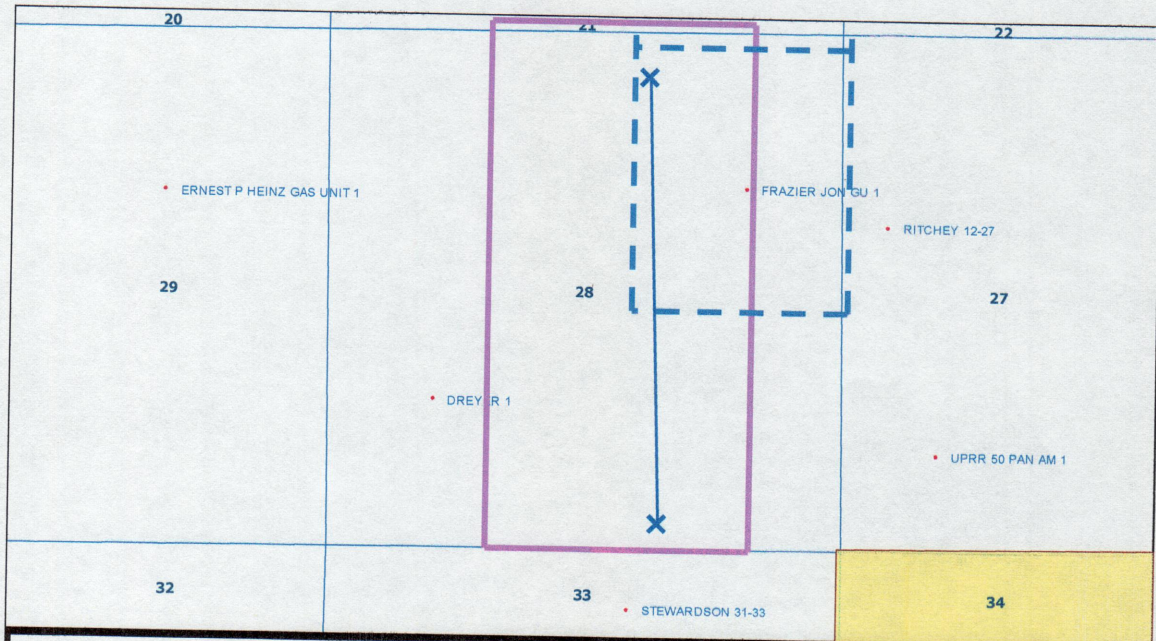 20
21
22
ERNEST P HEINZ GAS UNIT 1
FRAZIER JON GU 1
RITCHEY 12-27
29
28
27
DREYER 1
UPRR 50 PAN AM 1
32
33
34
STEWARDSON 31-33